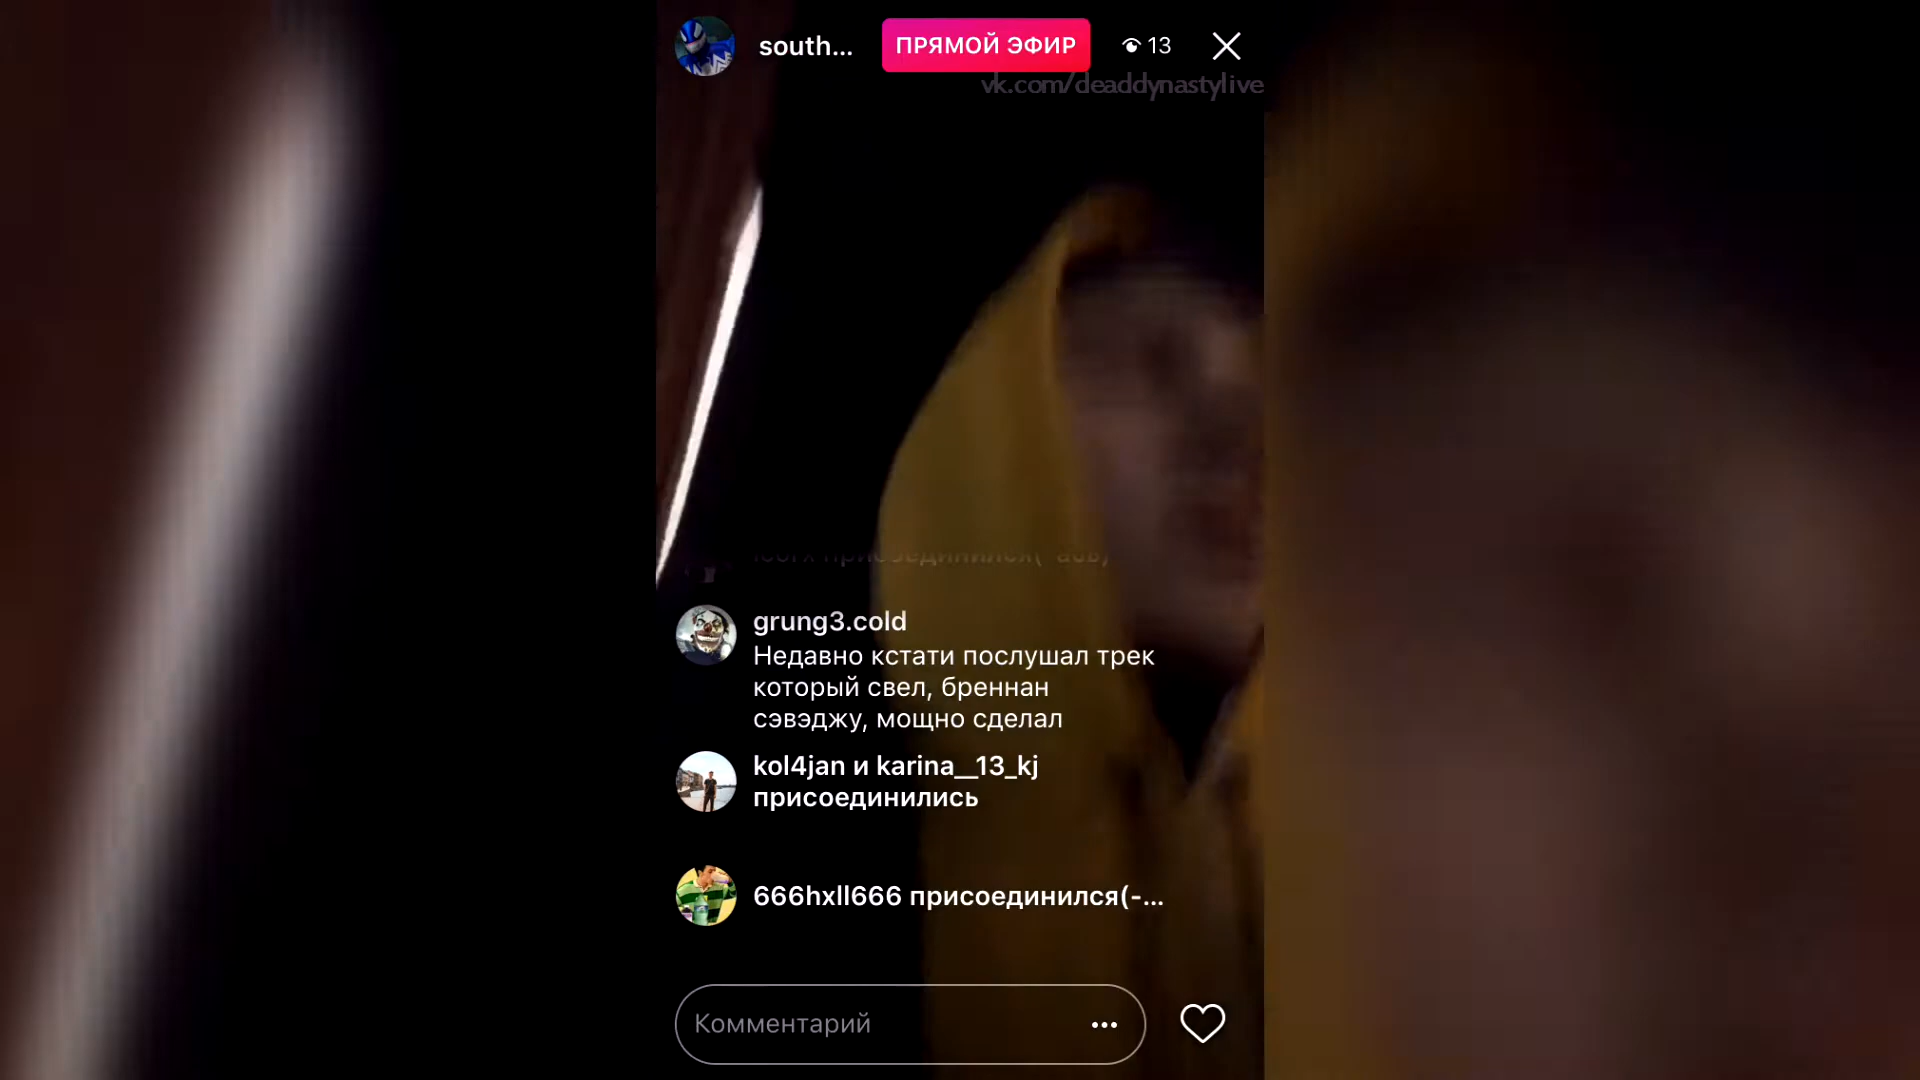 south...
ПРЯМОЙ ЭФИР
13
vk.com/deaddynastylive
grung3.cold
Недавно кстати послушал трек
который свел, бреннан
сэвэджу, мощно сделал
kol4jan и karina__13_kj
присоединились
666hxll666 присоединился(-...
Комментарий